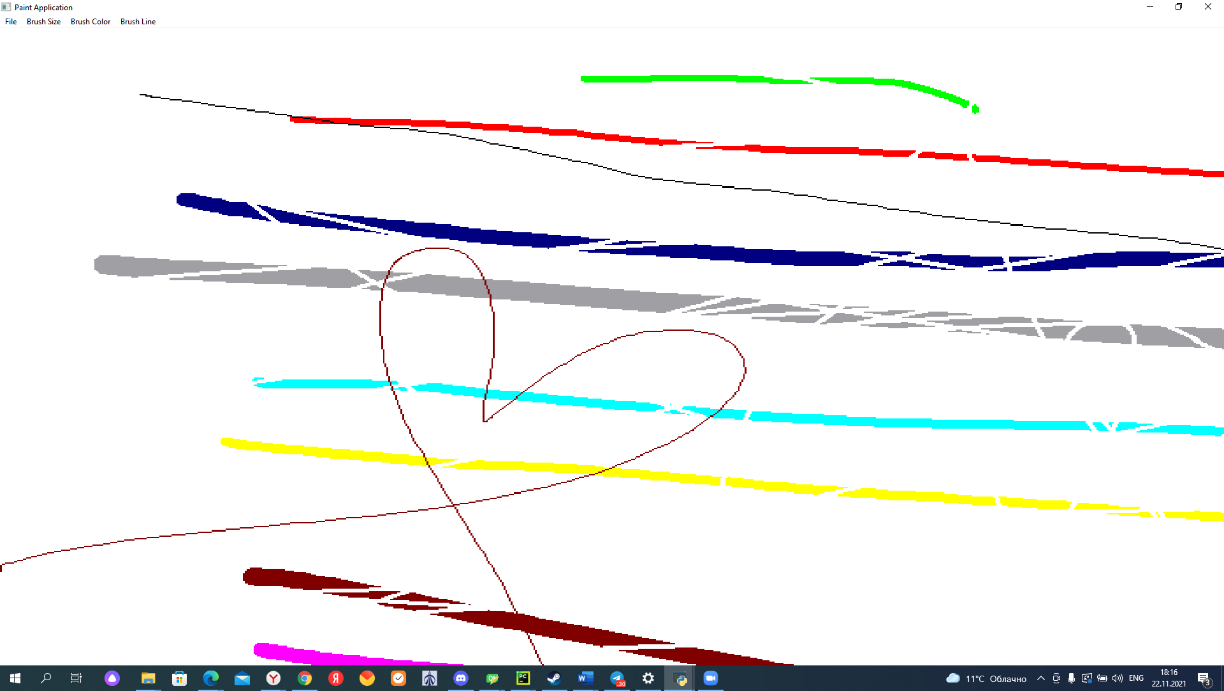 Paint Application
File Brush Size Brush Color Brush Line
11°C Облачно ENG 18:16
22.11.2021